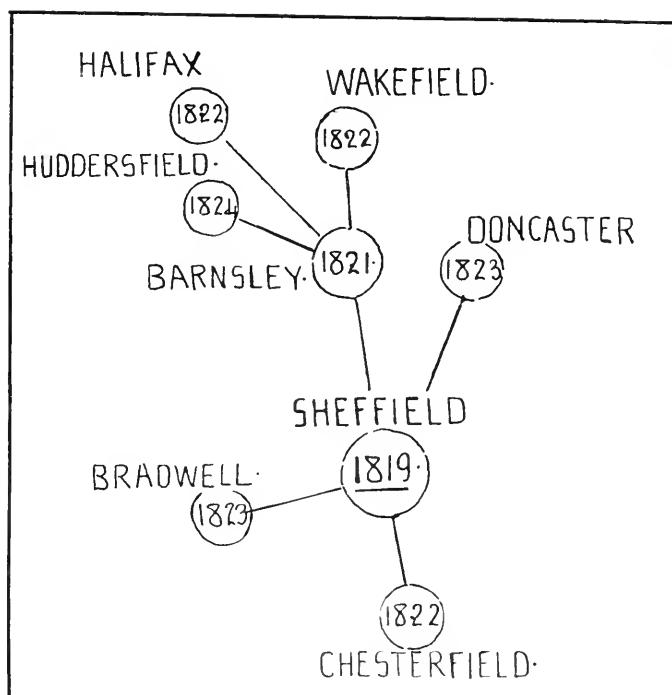 HALIFAX
1822
WAKEFIELD.
1822
HUDDERSFIELD.
1824
DONCASTER
1823
BARNSLEY.
1821.
SHEFFIELD
1819.
BRADWELL.
1823
1822
CHESTERFIELD.